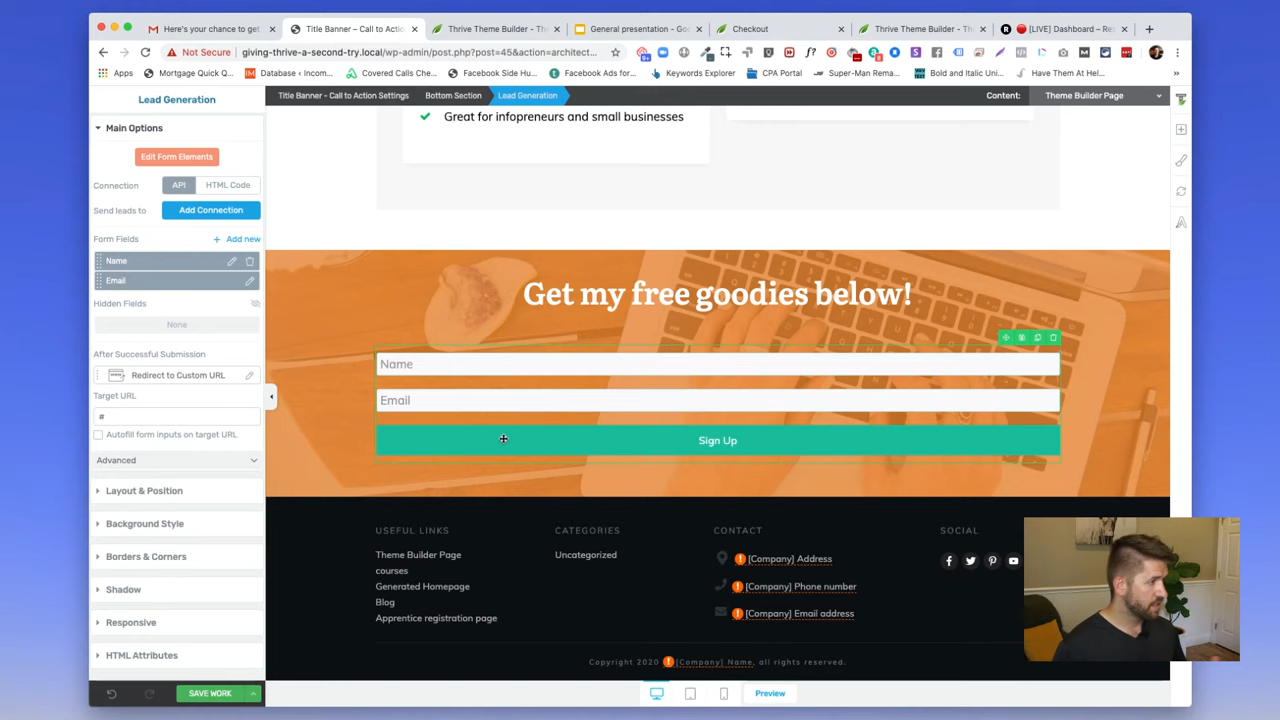 Here's your chance to get
Title Banner – Call to Action
Thrive Theme Builder - The
General presentation - Goo
Checkout
Thrive Theme Builder - The
[LIVE] Dashboard – Res
Not Secure
giving-thrive-a-second-try.local/wp-admin/post.php?post=45&action=architect...
Apps
Mortgage Quick Q...
Database ‹ Incom...
Covered Calls Che...
Facebook Side Hu...
Facebook Ads for...
Keywords Explorer
CPA Portal
Super-Man Rema...
Bold and Italic Uni...
Have Them At Hel...
»
Lead Generation
Title Banner - Call to Action Settings
Bottom Section
Lead Generation
Content:
Theme Builder Page
Main Options
Edit Form Elements
Connection
API
HTML Code
Send leads to
Add Connection
Form Fields
+ Add new
Name
Email
Hidden Fields
None
After Successful Submission
Redirect to Custom URL
Target URL
#
Autofill form inputs on target URL
Advanced
Layout & Position
Background Style
Borders & Corners
Shadow
Responsive
HTML Attributes
SAVE WORK
Great for infopreneurs and small businesses
Get my free goodies below!
Name
Email
Sign Up
USEFUL LINKS
Theme Builder Page
courses
Generated Homepage
Blog
Apprentice registration page
CATEGORIES
Uncategorized
CONTACT
[Company] Address
[Company] Phone number
[Company] Email address
SOCIAL
Copyright 2020 [Company] Name, all rights reserved.
Preview